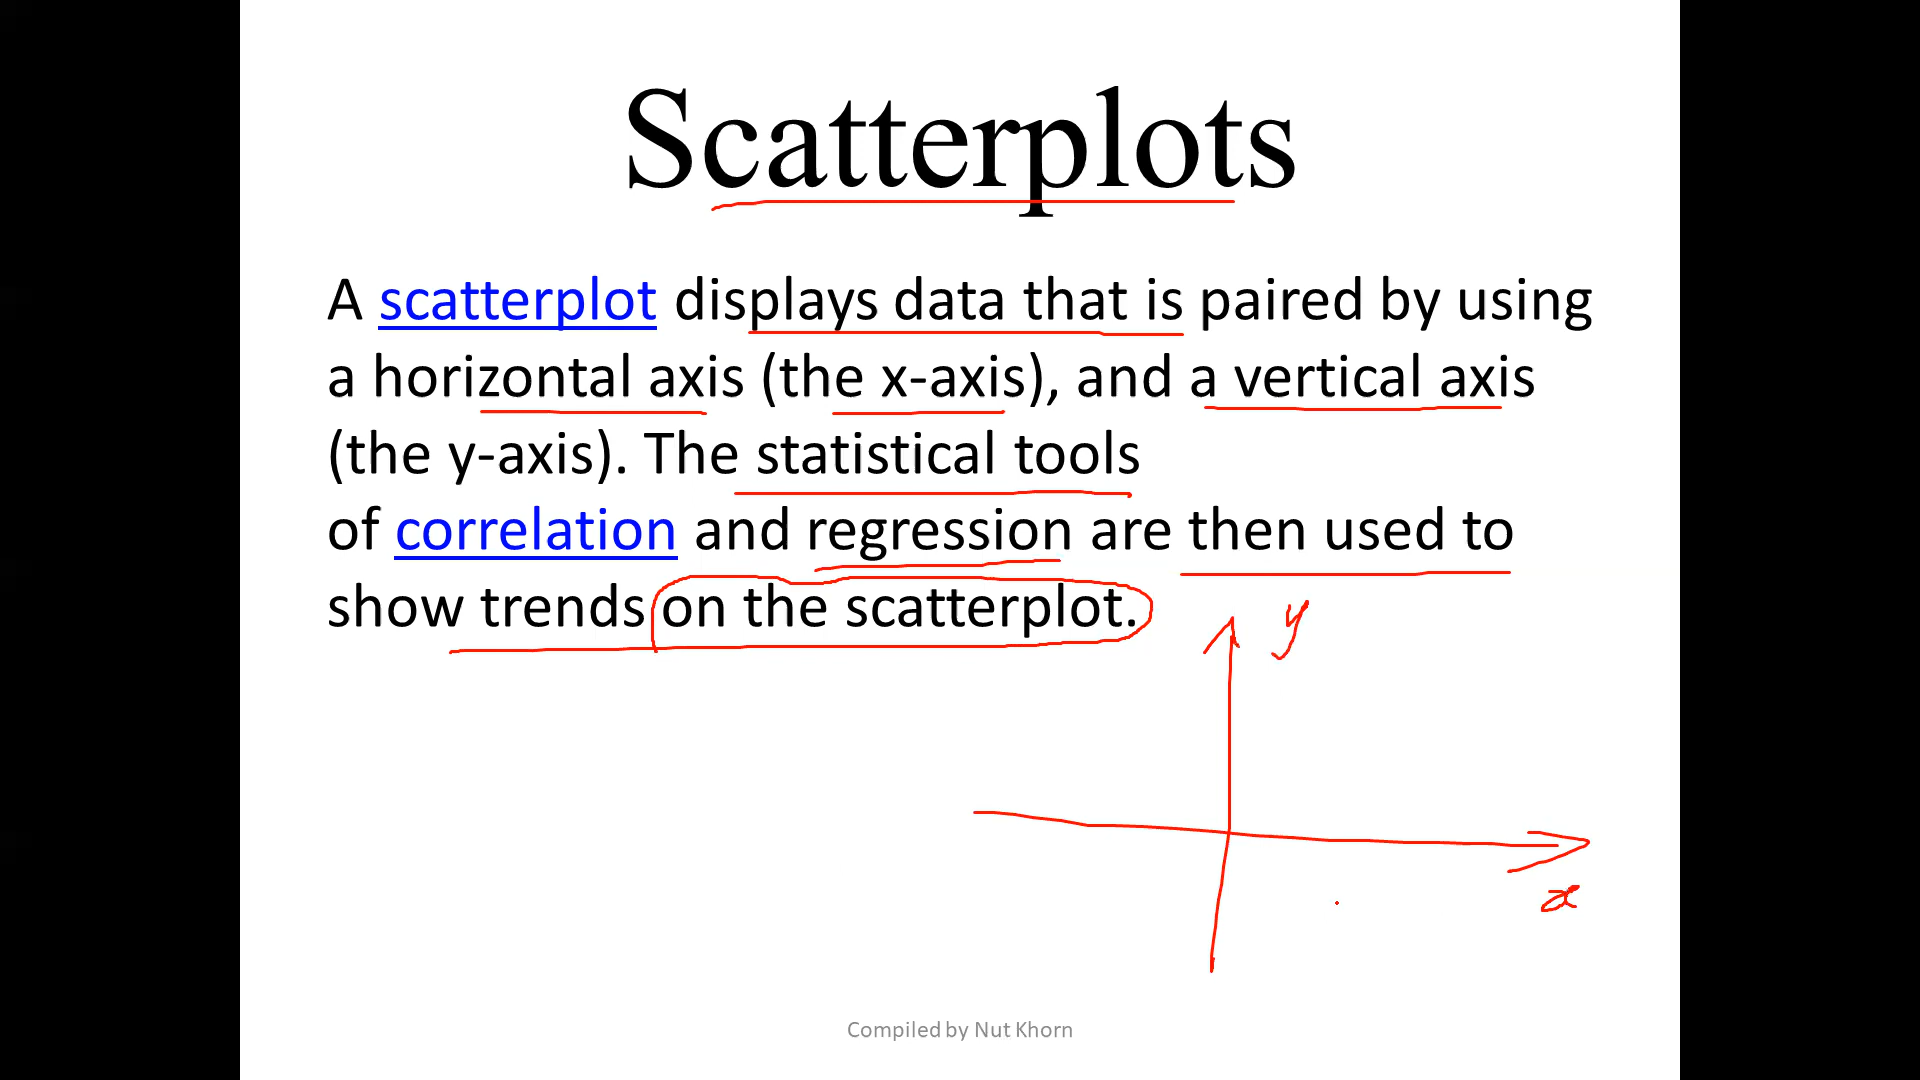 Scatterplots
A scatterplot displays data that is paired by using
a horizontal axis (the x-axis), and a vertical axis
(the y-axis). The statistical tools
of correlation and regression are then used to
show trends on the scatterplot.
y
x
Compiled by Nut Khorn